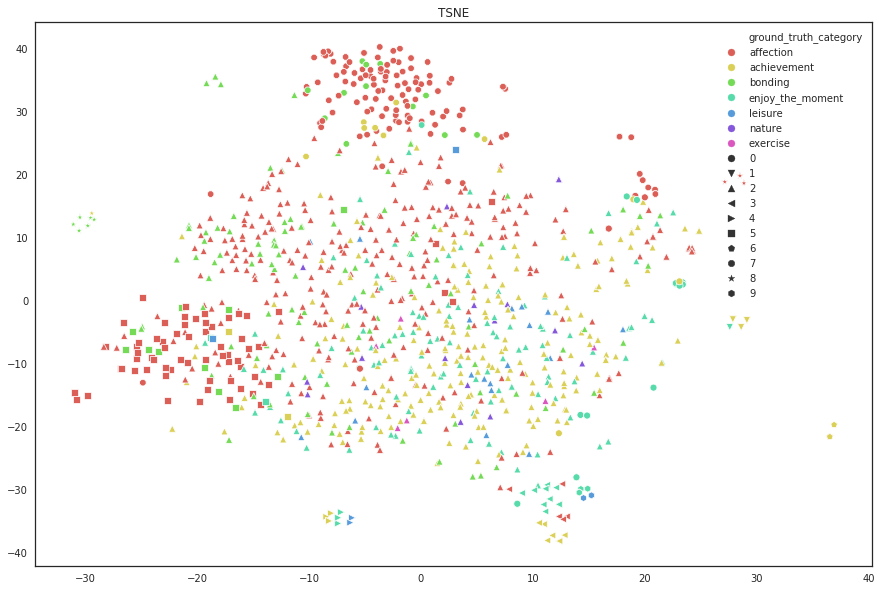 TSNE
ground_truth_category
affection
achievement
bonding
enjoy_the_moment
leisure
nature
exercise
0
1
2
3
4
5
6
7
8
9
40
30
20
10
0
−10
−20
−30
−40
−30 −20 −10 0 10 20 30 40